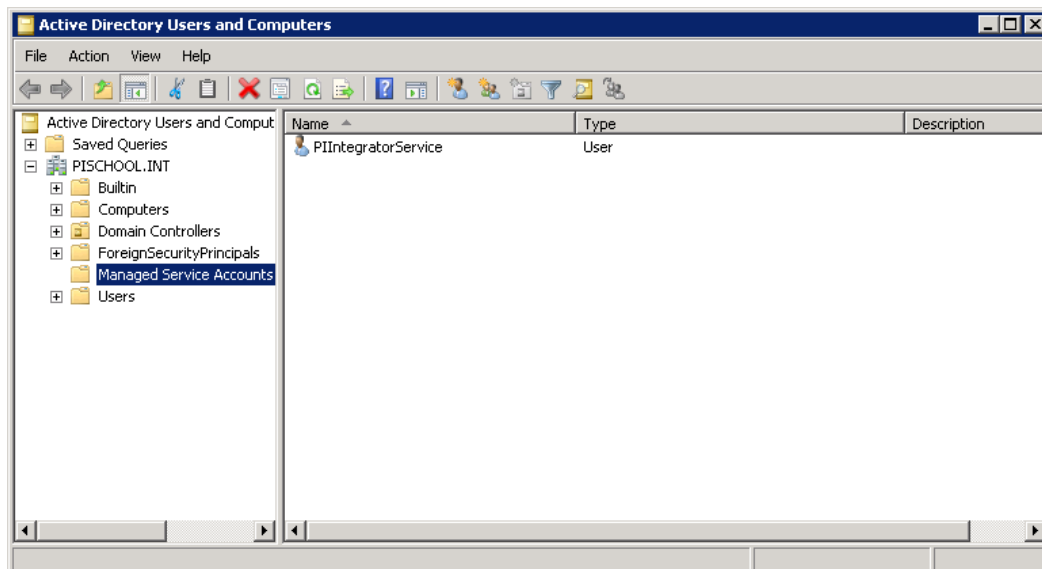 Active Directory Users and Computers
File Action View Help
Active Directory Users and Comput
Name Type Description
Saved Queries
PIIntegratorService User
PISCHOOL.INT
Builtin
Computers
Domain Controllers
ForeignSecurityPrincipals
Managed Service Accounts
Users